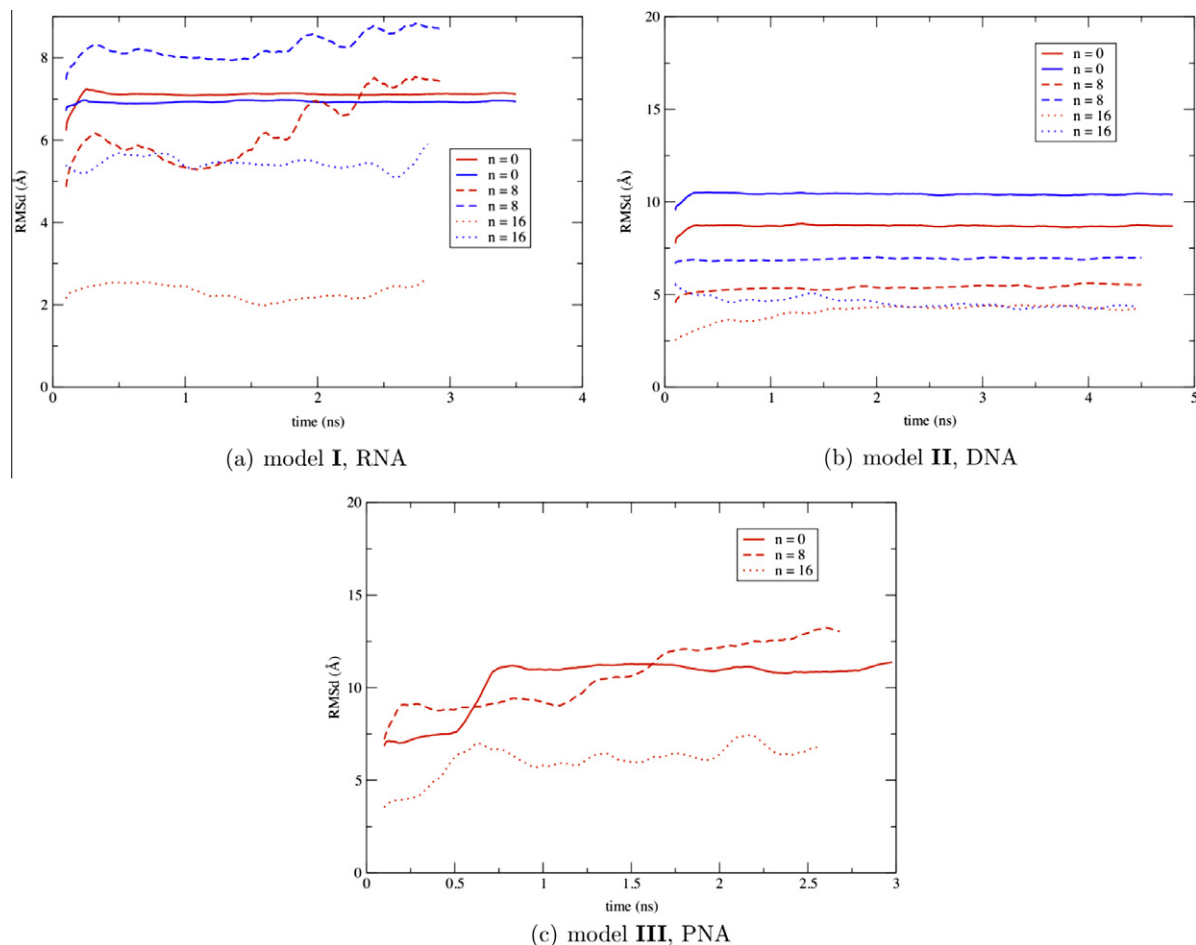 8
6
4
2
0
RMSd (Å)
0
1
2
3
4
time (ns)
n = 0
n = 0
n = 8
n = 8
n = 16
n = 16
(a) model I, RNA
20
15
10
5
0
RMSd (Å)
0
1
2
3
4
5
time (ns)
n = 0
n = 0
n = 8
n = 8
n = 16
n = 16
(b) model II, DNA
20
15
10
5
0
RMSd (Å)
0
0.5
1
1.5
2
2.5
3
time (ns)
n = 0
n = 8
n = 16
(c) model III, PNA